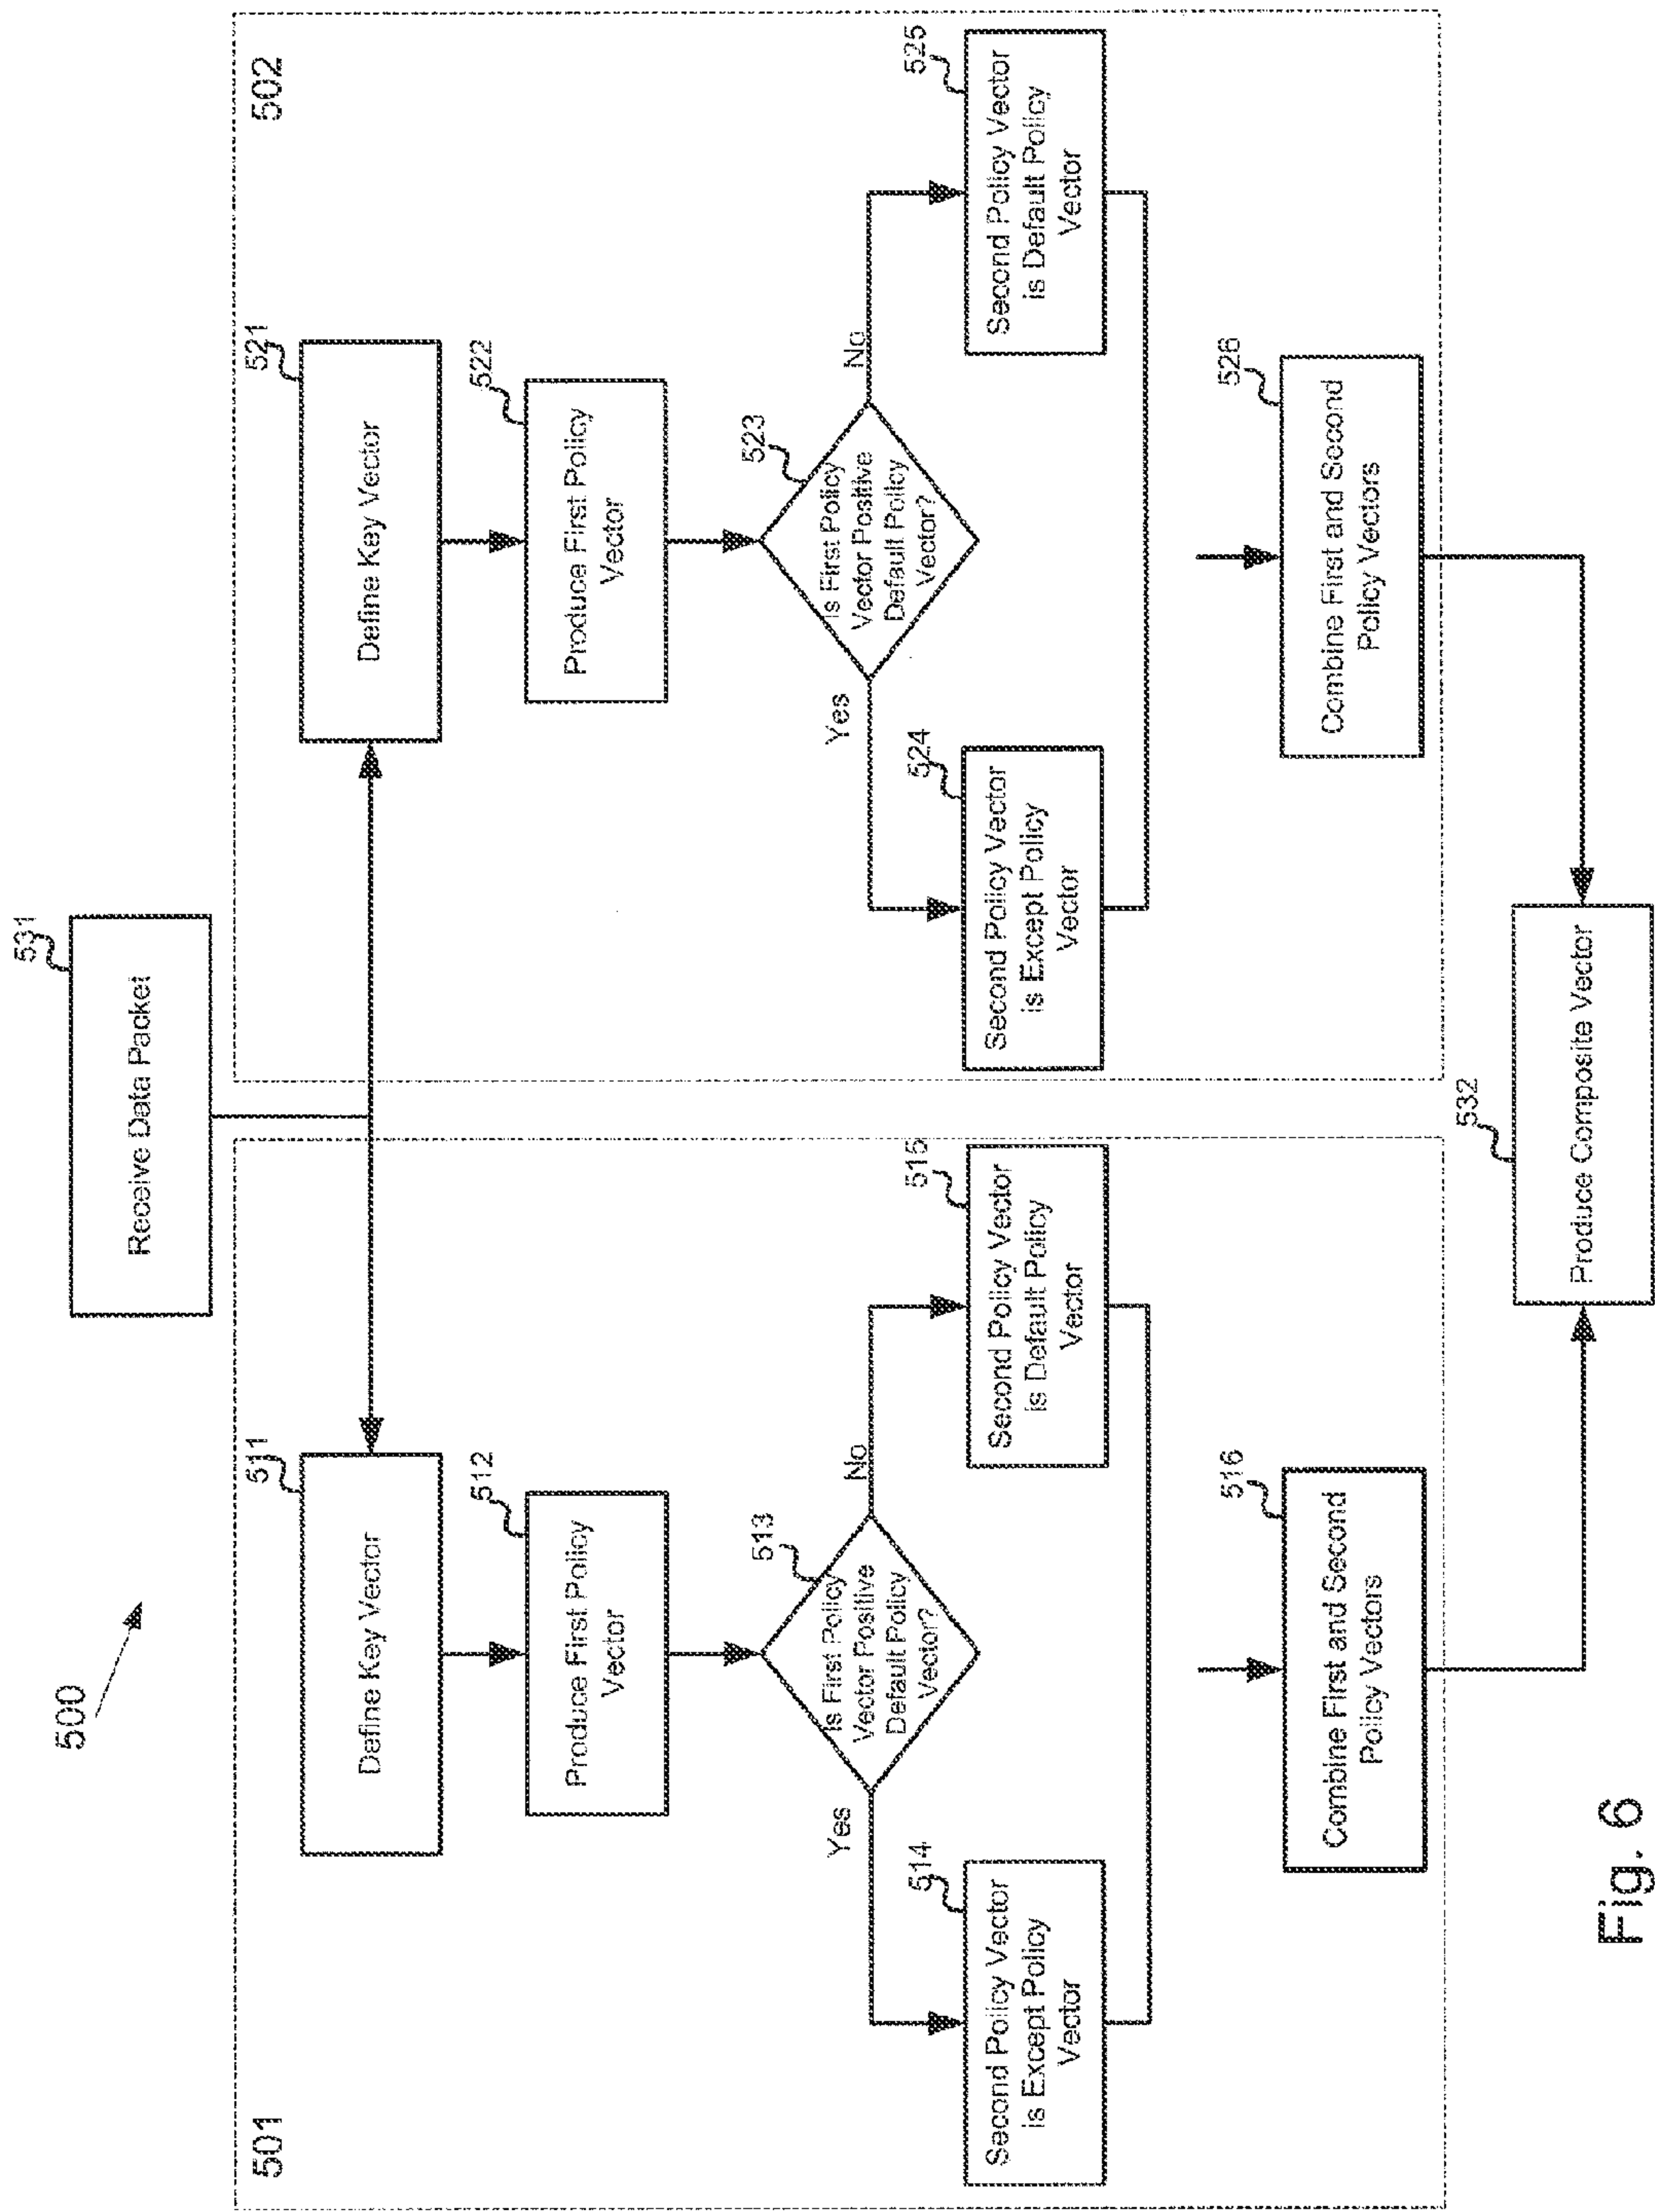 500
531
Receive Data Packet
501
502
511
Define Key Vector
521
Define Key Vector
512
Produce First Policy
Vector
522
Produce First Policy
Vector
513
Is First Policy
Vector Positive
Default Policy
Vector?
Yes
No
523
Is First Policy
Vector Positive
Default Policy
Vector?
Yes
No
514
Second Policy Vector
is Except Policy
Vector
515
Second Policy Vector
is Default Policy
Vector
524
Second Policy Vector
is Except Policy
Vector
525
Second Policy Vector
is Default Policy
Vector
516
Combine First and Second
Policy Vectors
526
Combine First and Second
Policy Vectors
532
Produce Composite Vector
Fig. 6